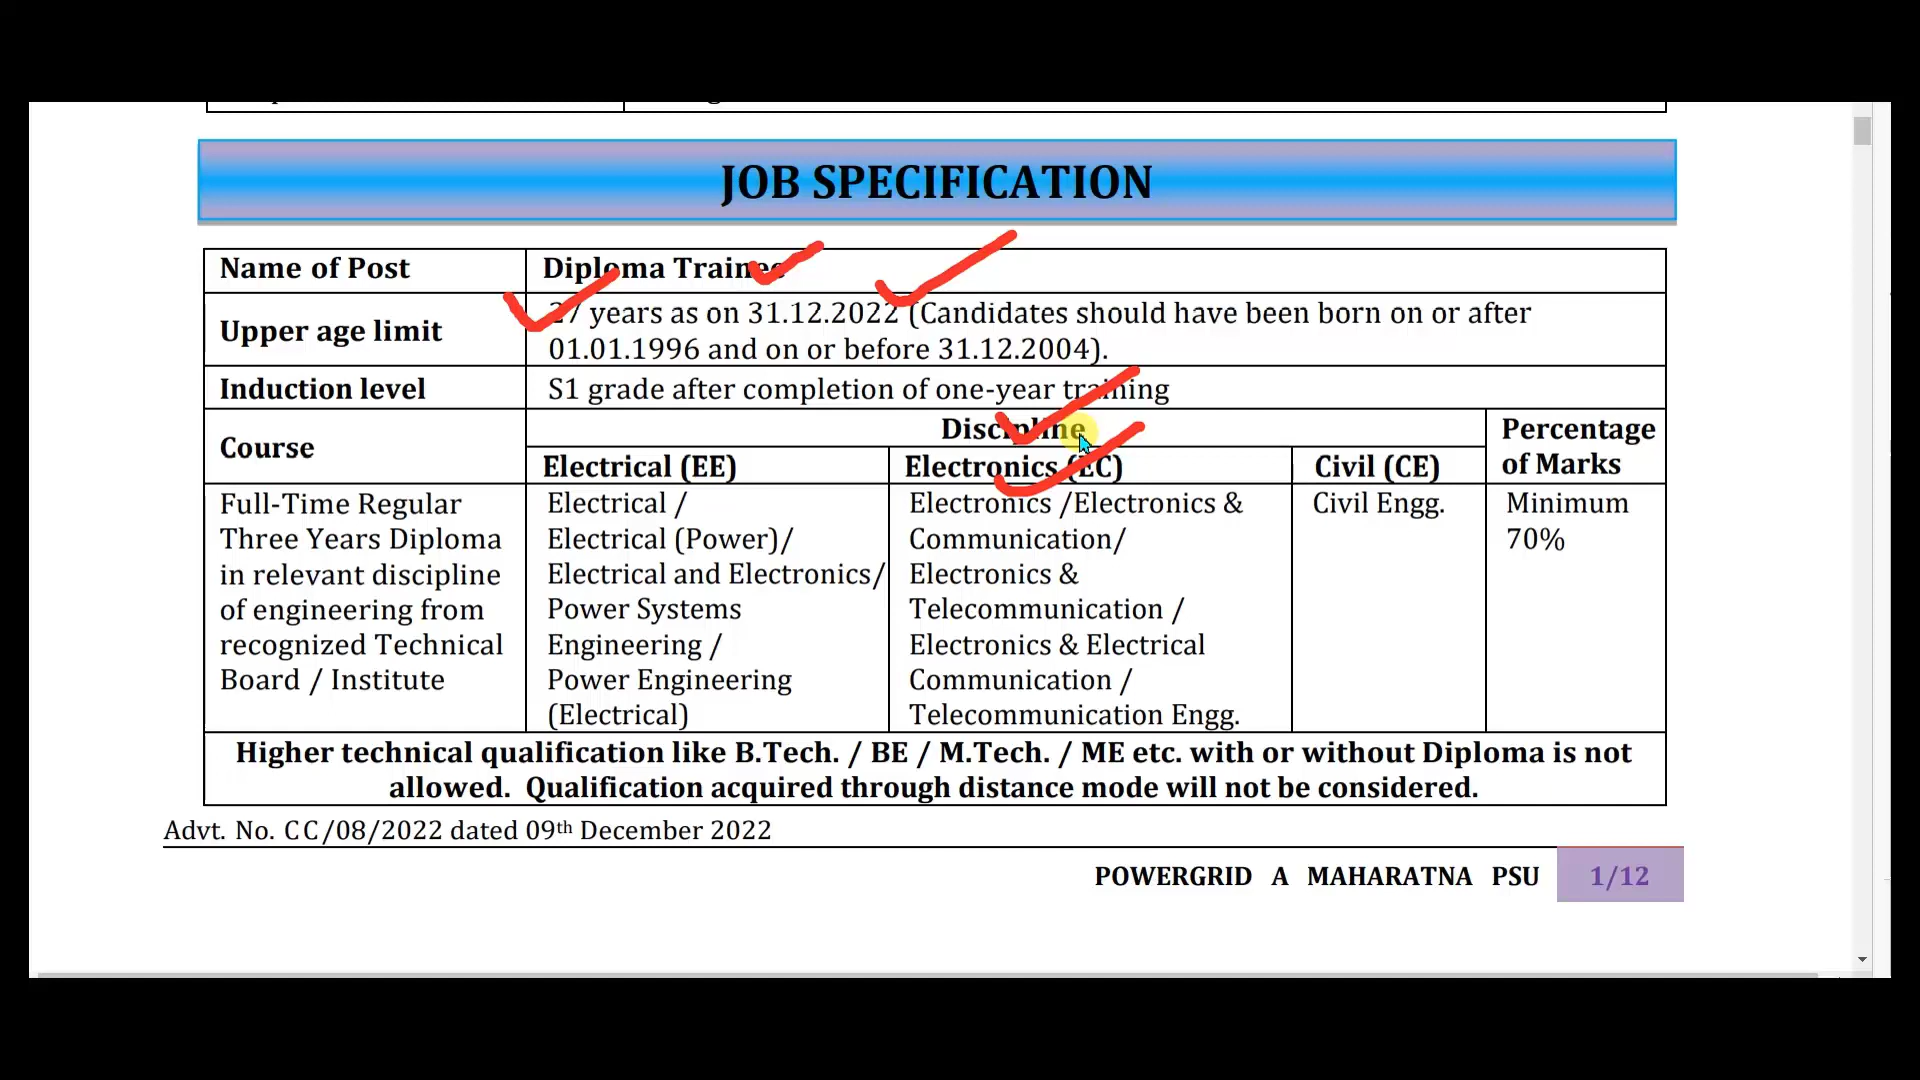 JOB SPECIFICATION
Name of Post
Diploma Trainee
Upper age limit
27 years as on 31.12.2022 (Candidates should have been born on or after
01.01.1996 and on or before 31.12.2004).
Induction level
S1 grade after completion of one-year training
Course
Discipline
Percentage
of Marks
Electrical (EE)
Electronics (EC)
Civil (CE)
Full-Time Regular
Three Years Diploma
in relevant discipline
of engineering from
recognized Technical
Board / Institute
Electrical /
Electrical (Power)/
Electrical and Electronics/
Power Systems
Engineering /
Power Engineering
(Electrical)
Electronics /Electronics &
Communication/
Electronics &
Telecommunication /
Electronics & Electrical
Communication /
Telecommunication Engg.
Civil Engg.
Minimum
70%
Higher technical qualification like B.Tech. / BE / M.Tech. / ME etc. with or without Diploma is not
allowed. Qualification acquired through distance mode will not be considered.
Advt. No. CC/08/2022 dated 09th December 2022
POWERGRID A MAHARATNA PSU
1/12